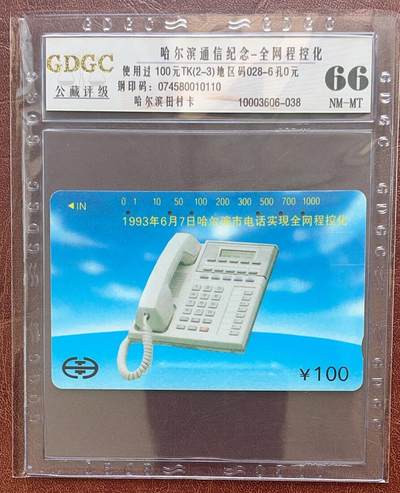 GDGC
公藏评级
哈尔滨通信纪念-全网程控化
使用过 100元TK(2-3)地区码028-6孔0元
钢印码：074580010110
哈尔滨田村卡 10003606-038
66
NM-MT
◀IN 0 1 10 50 100 200 300 500 700 1000
1993年6月7日哈尔滨市电话实现全网程控化
¥100